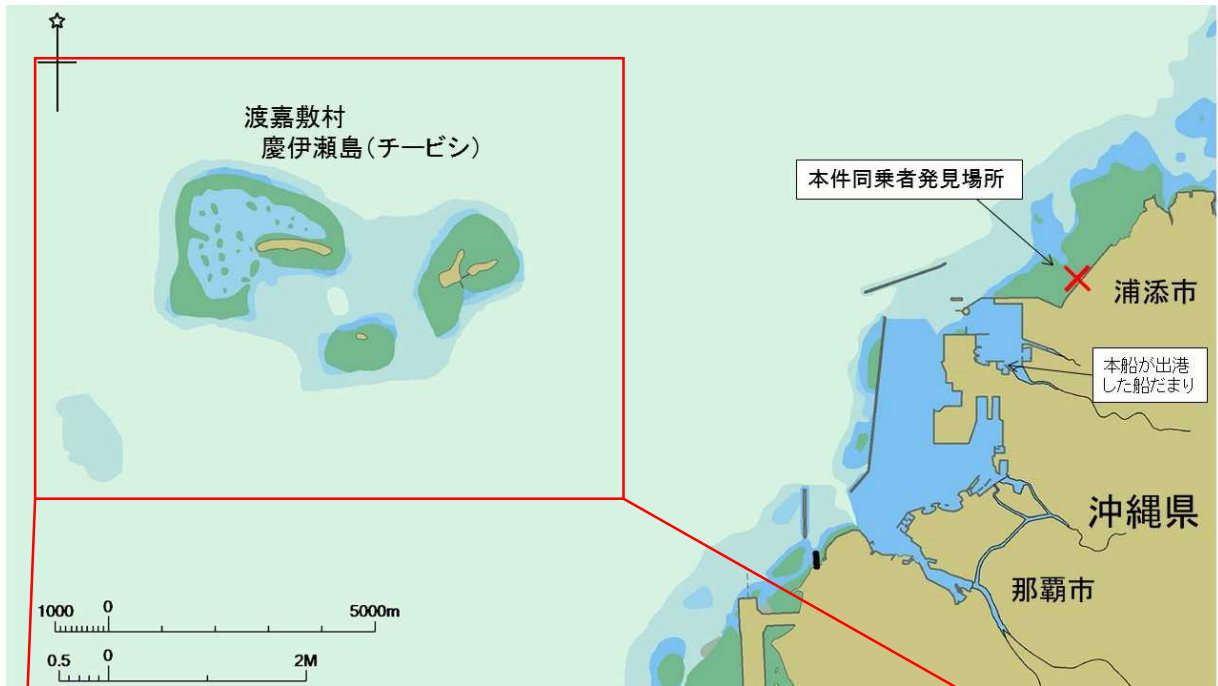 渡嘉敷村
慶伊瀬島(チービシ)
本件同乗者発見場所
浦添市
本船が出港
した船だまり
沖縄県
那覇市
1000 0 5000m
0.5 0 2M